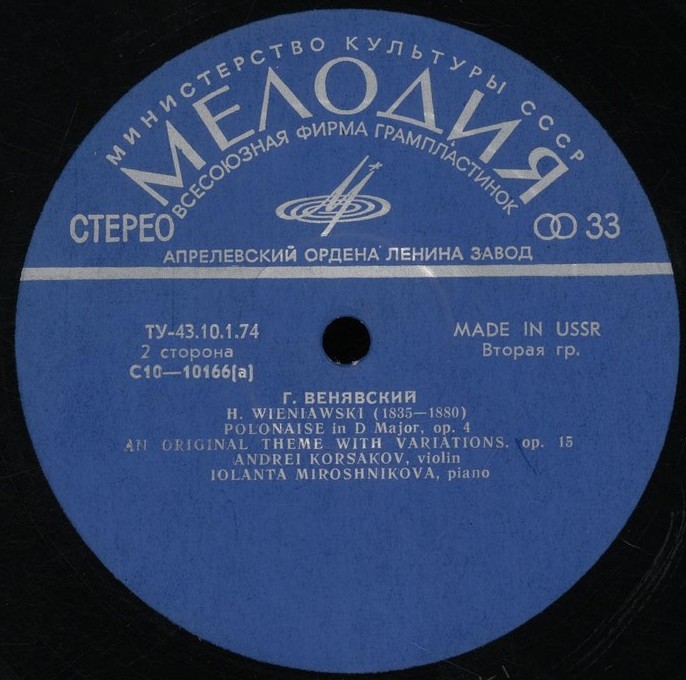 МИНИСТЕРСТВО КУЛЬТУРЫ СССР
МЕЛОДИЯ
ВСЕСОЮЗНАЯ ФИРМА ГРАМПЛАСТИНОК
СТЕРЕО
33
АПРЕЛЕВСКИЙ ОРДЕНА ЛЕНИНА ЗАВОД
ТУ-43.10.1.74
MADE IN USSR
2 сторона
Вторая гр.
С10—10166(а)
Г. ВЕНЯВСКИЙ
H. WIENIAWSKI (1835—1880)
POLONAISE in D Major, op. 4
AN ORIGINAL THEME WITH VARIATIONS. op. 15
ANDREI KORSAKOV, violin
IOLANTA MIROSHNIKOVA, piano